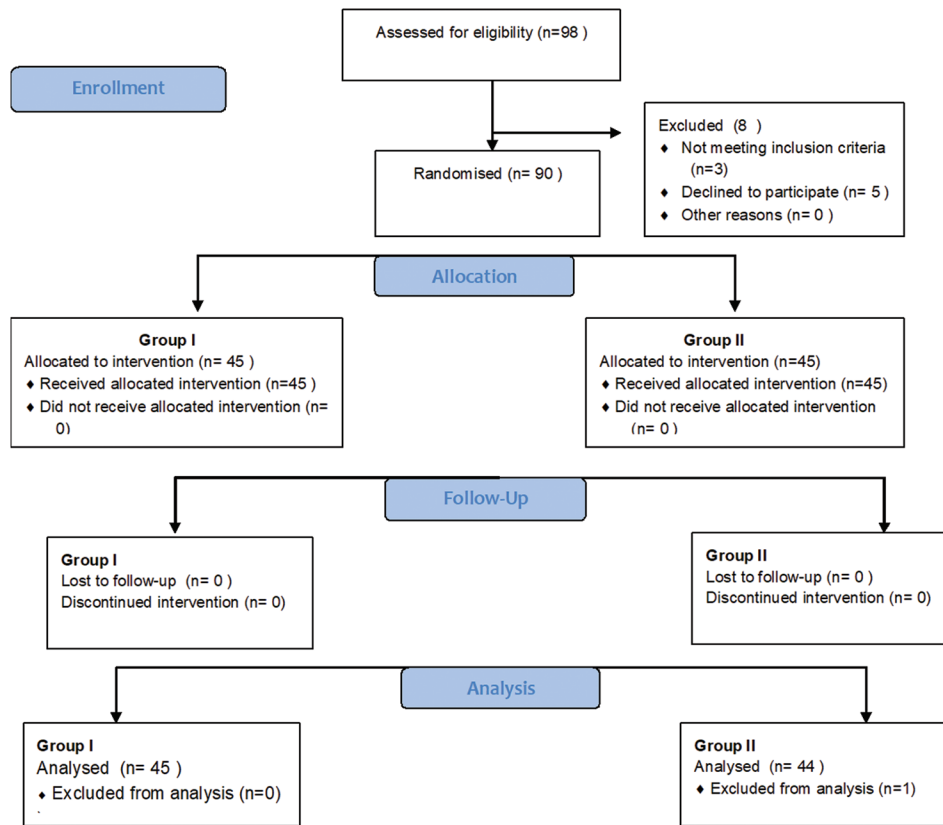 Assessed for eligibility (n=98 )
Enrollment
Excluded (8 )
♦ Not meeting inclusion criteria
(n=3)
♦ Declined to participate (n= 5 )
♦ Other reasons (n= 0 )
Randomised (n= 90 )
Allocation
Group I
Allocated to intervention (n= 45 )
♦ Received allocated intervention (n=45 )
♦ Did not receive allocated intervention (n=
0)
Group II
Allocated to intervention (n=45)
♦ Received allocated intervention (n=45)
♦ Did not receive allocated intervention
(n= 0 )
Follow-Up
Group I
Lost to follow-up (n= 0 )
Discontinued intervention (n= 0)
Group II
Lost to follow-up (n= 0 )
Discontinued intervention (n= 0)
Analysis
Group I
Analysed (n= 45 )
♦ Excluded from analysis (n=0)
Group II
Analysed (n= 44 )
♦ Excluded from analysis (n=1)